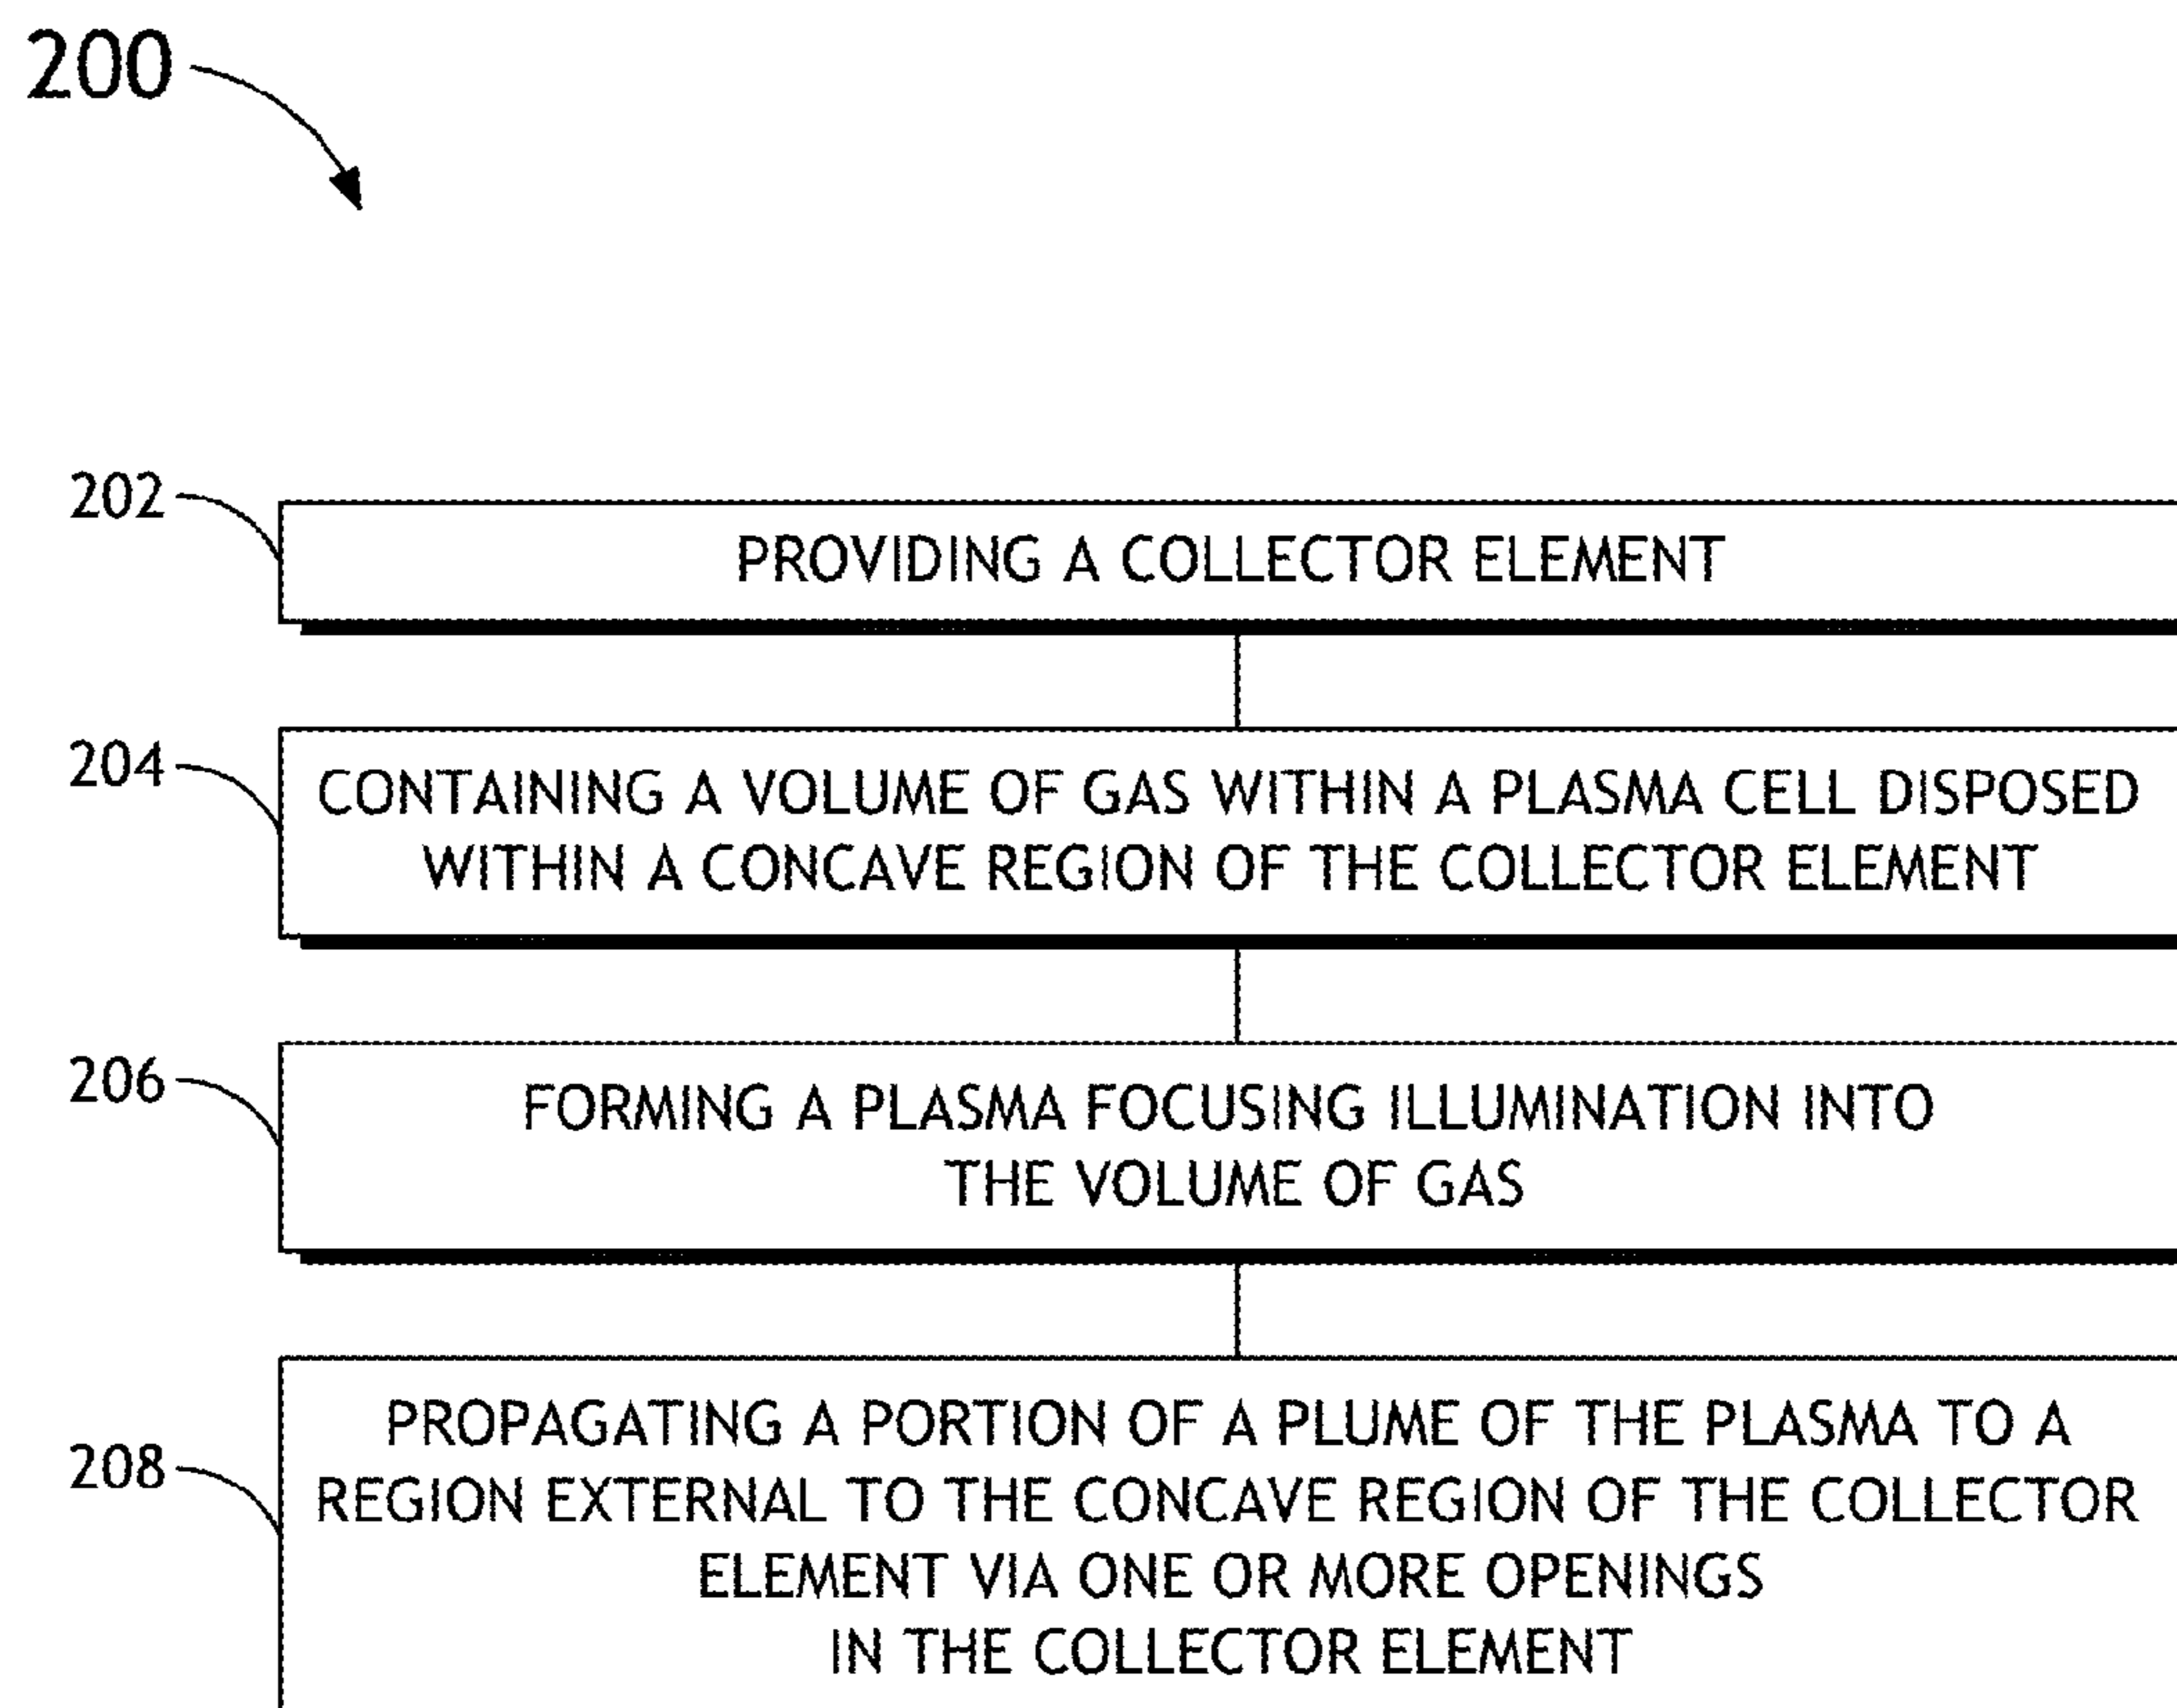 200
202
PROVIDING A COLLECTOR ELEMENT
204
CONTAINING A VOLUME OF GAS WITHIN A PLASMA CELL DISPOSED
WITHIN A CONCAVE REGION OF THE COLLECTOR ELEMENT
206
FORMING A PLASMA FOCUSING ILLUMINATION INTO
THE VOLUME OF GAS
208
PROPAGATING A PORTION OF A PLUME OF THE PLASMA TO A
REGION EXTERNAL TO THE CONCAVE REGION OF THE COLLECTOR
ELEMENT VIA ONE OR MORE OPENINGS
IN THE COLLECTOR ELEMENT